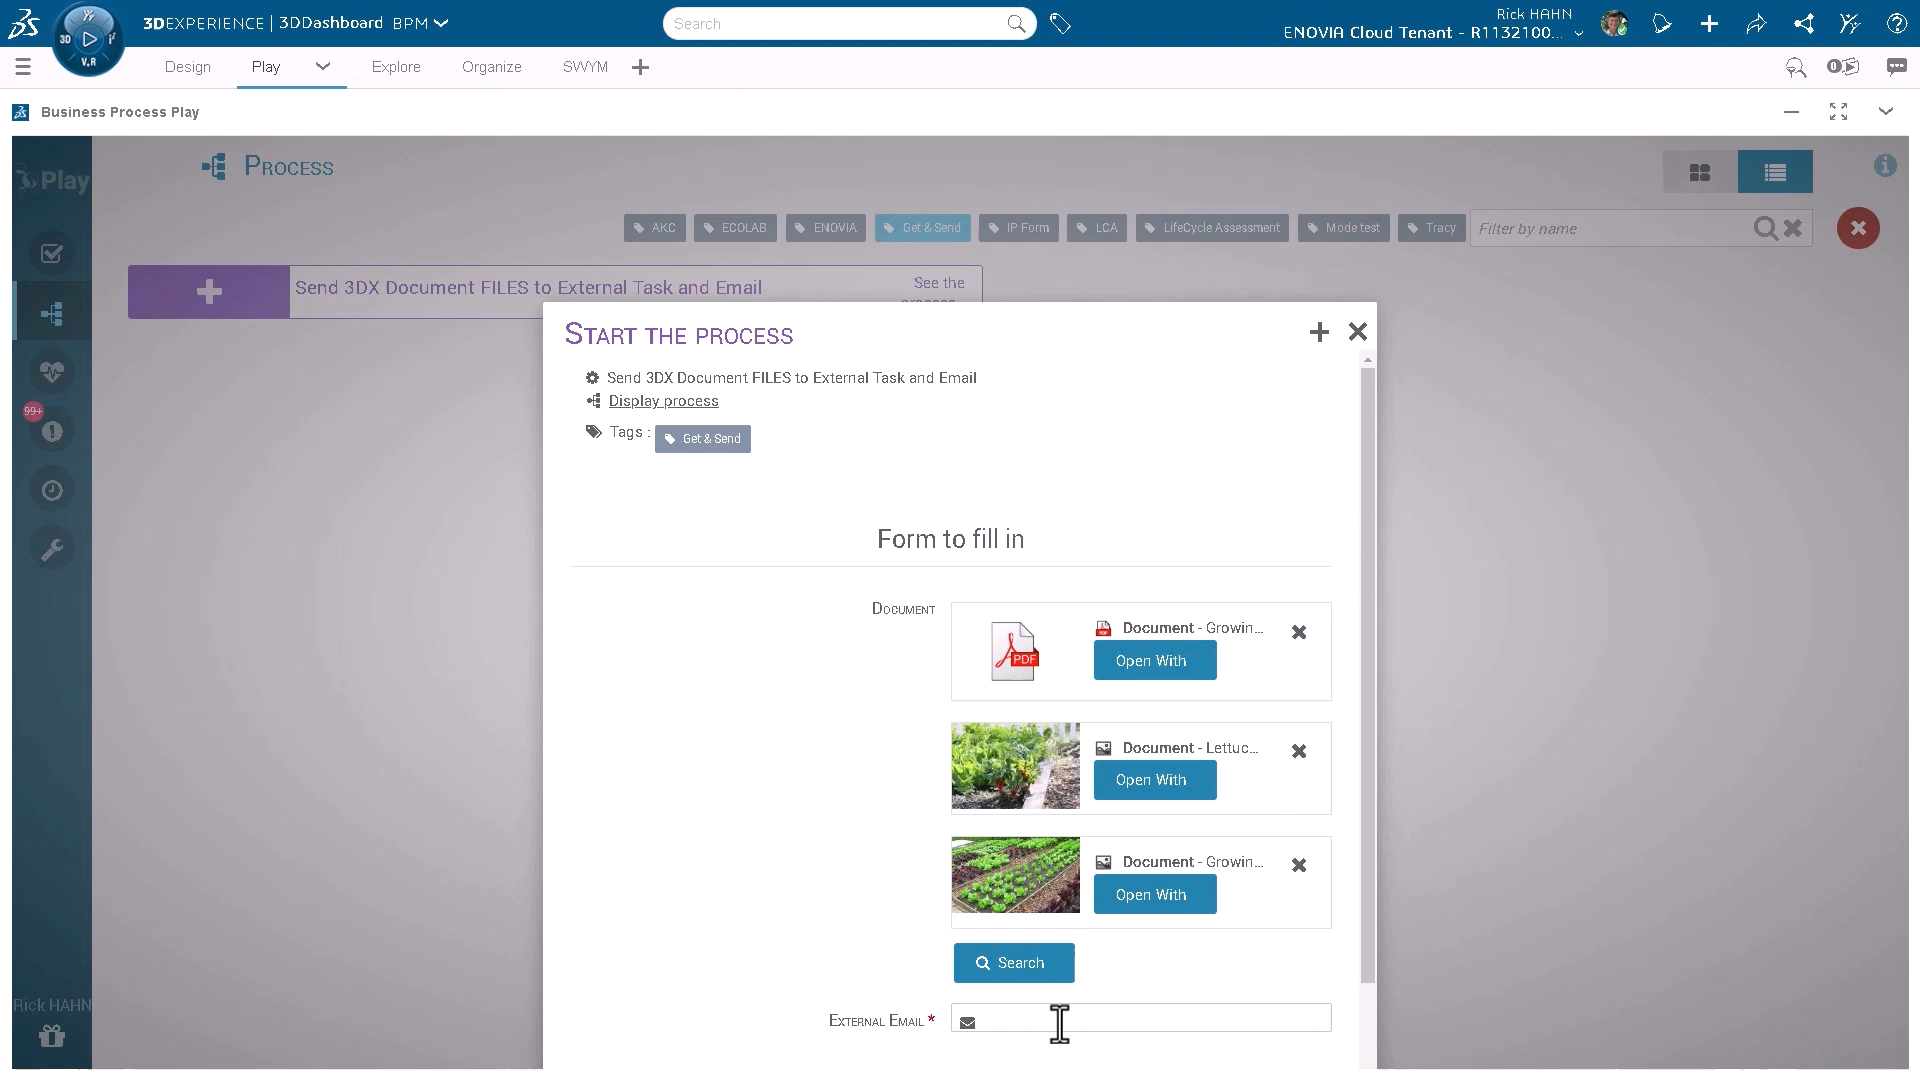 3DEXPERIENCE | 3DDashboard BPM
Search
Rick HAHN
ENOVIA Cloud Tenant - R1132100...
3D
V.R
Design
Play
Explore
Organize
SWYM
0
Business Process Play
Play
PROCESS
AKC
ECOLAB
ENOVIA
Get & Send
IP Form
LCA
LifeCycle Assessment
Mode test
Tracy
Filter by name
Send 3DX Document FILES to External Task and Email
See the
START THE PROCESS
Send 3DX Document FILES to External Task and Email
Display process
Tags :
Get & Send
99+
Form to fill in
DOCUMENT
PDF
Document - Growin...
Open With
Document - Lettuc...
Open With
Document - Growin...
Open With
Search
Rick HAHN
EXTERNAL EMAIL *